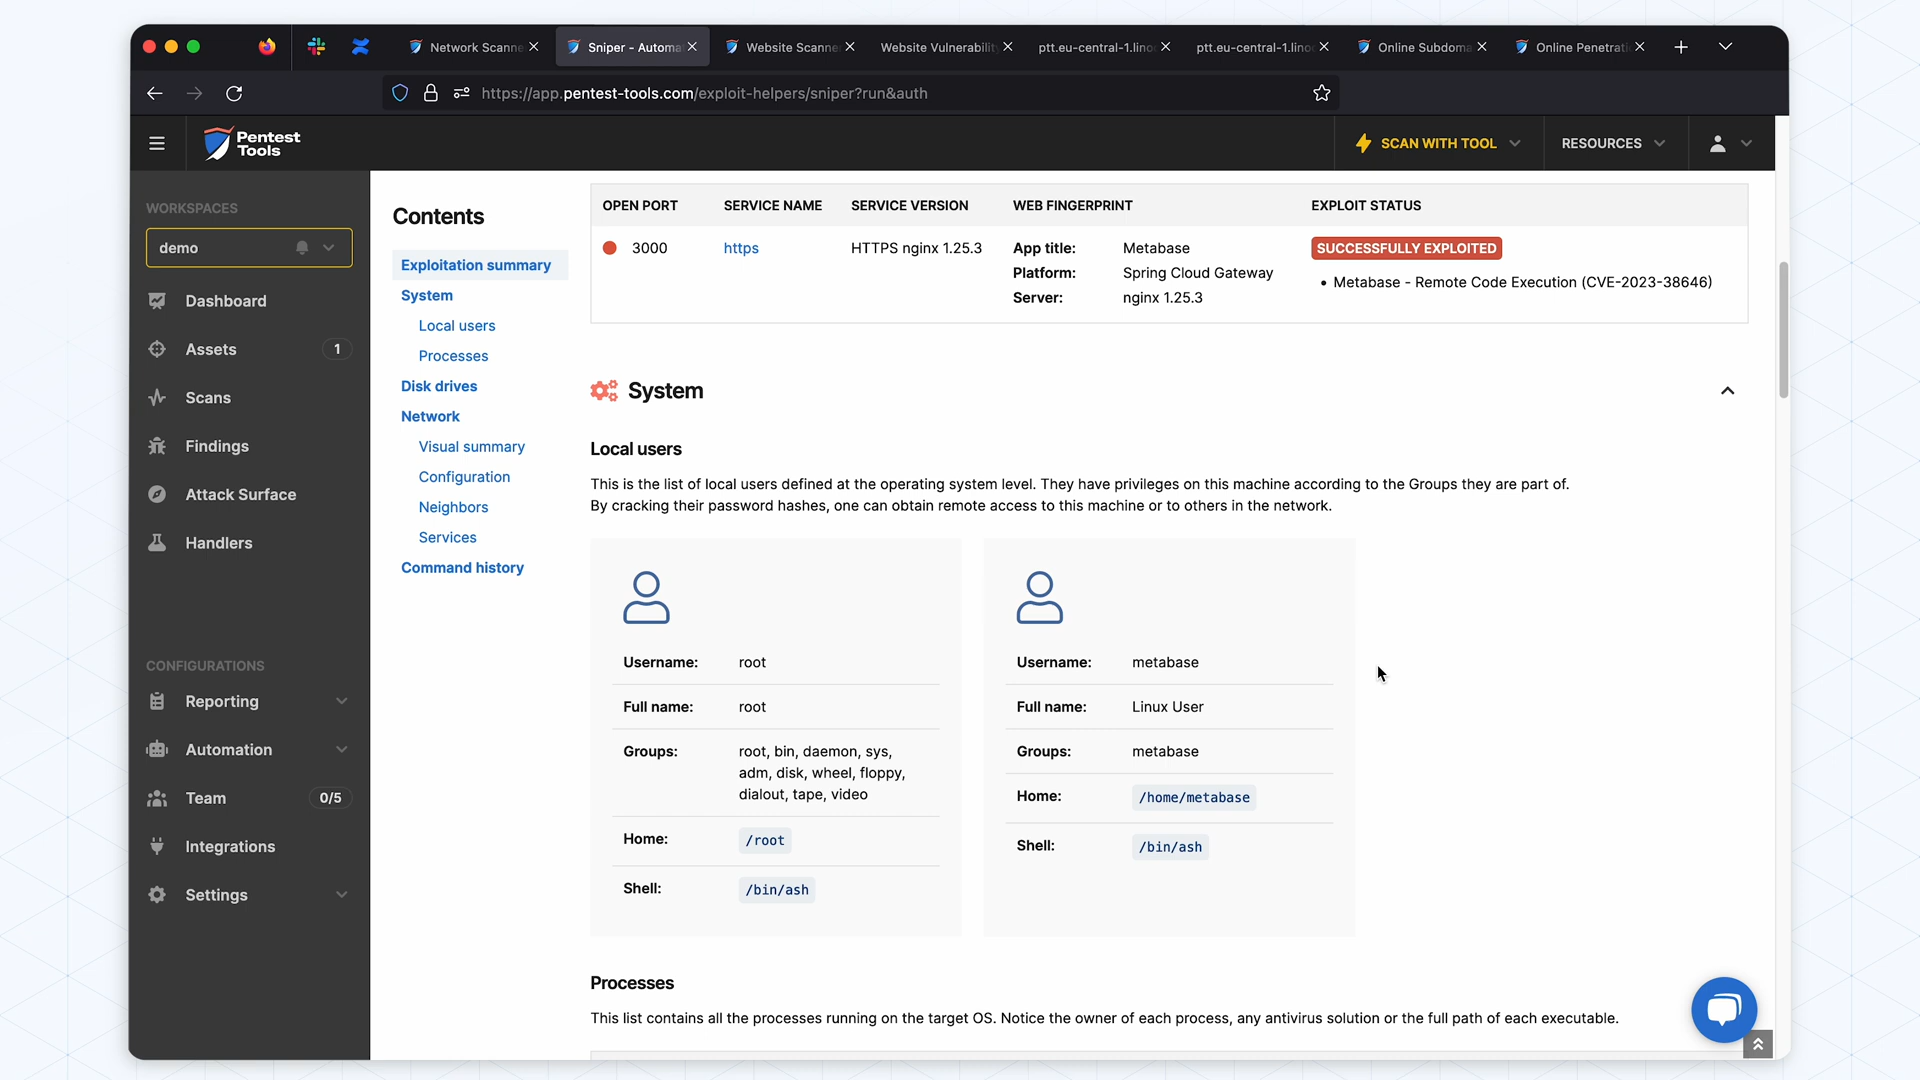 Network Scanne
Sniper - Automa
Website Scanne
Website Vulnerabilit
ptt.eu-central-1.lino
ptt.eu-central-1.linoc
Online Subdoma
Online Penetrati
https://app.pentest-tools.com/exploit-helpers/sniper?run&auth
Pentest
Tools
SCAN WITH TOOL
RESOURCES
WORKSPACES
demo
Dashboard
Assets 1
Scans
Findings
Attack Surface
Handlers
CONFIGURATIONS
Reporting
Automation
Team 0/5
Integrations
Settings
Contents
Exploitation summary
System
Local users
Processes
Disk drives
Network
Visual summary
Configuration
Neighbors
Services
Command history
OPEN PORT SERVICE NAME SERVICE VERSION WEB FINGERPRINT EXPLOIT STATUS
3000 https HTTPS nginx 1.25.3 App title: Metabase SUCCESSFULLY EXPLOITED
Platform: Spring Cloud Gateway • Metabase - Remote Code Execution (CVE-2023-38646)
Server: nginx 1.25.3
System
Local users
This is the list of local users defined at the operating system level. They have privileges on this machine according to the Groups they are part of.
By cracking their password hashes, one can obtain remote access to this machine or to others in the network.
Username: root
Full name: root
Groups: root, bin, daemon, sys,
adm, disk, wheel, floppy,
dialout, tape, video
Home: /root
Shell: /bin/ash
Username: metabase
Full name: Linux User
Groups: metabase
Home: /home/metabase
Shell: /bin/ash
Processes
This list contains all the processes running on the target OS. Notice the owner of each process, any antivirus solution or the full path of each executable.